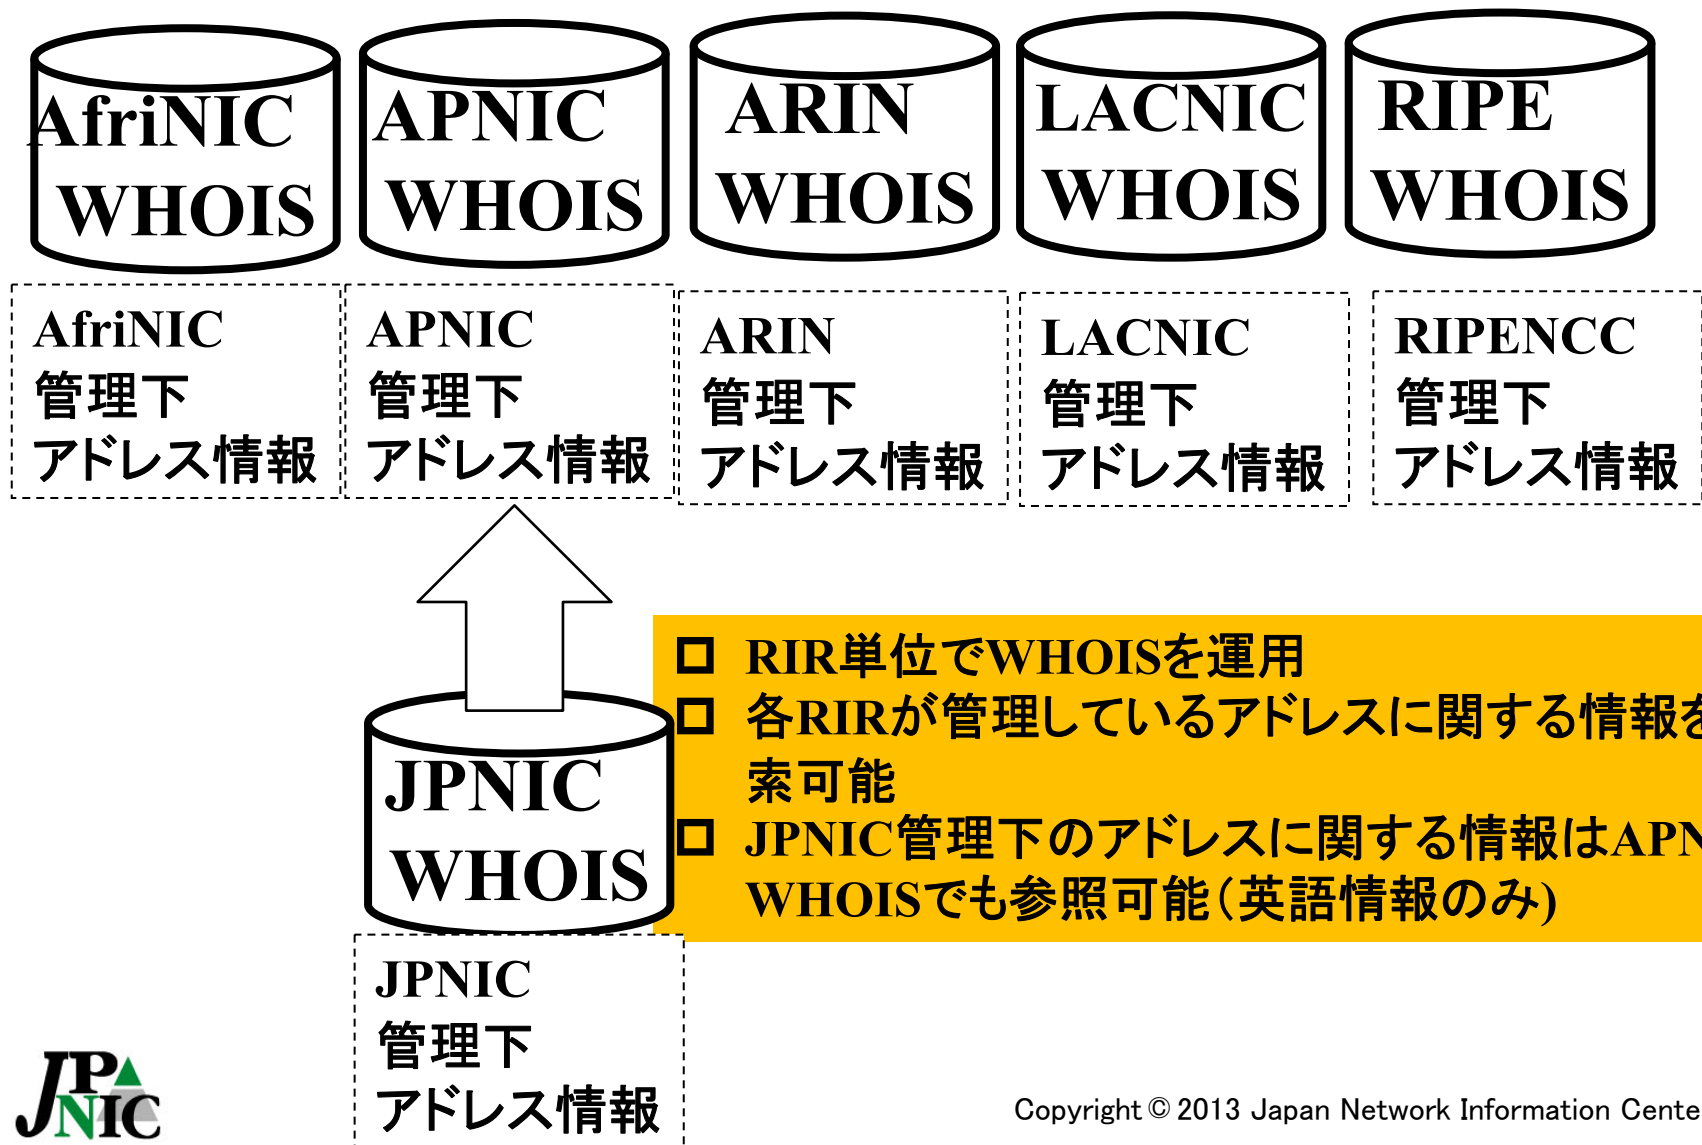 AfriNIC
WHOIS
APNIC
WHOIS
ARIN
WHOIS
LACNIC
WHOIS
RIPE
WHOIS
AfriNIC
管理下
アドレス情報
APNIC
管理下
アドレス情報
ARIN
管理下
アドレス情報
LACNIC
管理下
アドレス情報
RIPENCC
管理下
アドレス情報
RIR単位でWHOISを運用
各RIRが管理しているアドレスに関する情報を
索可能
JPNIC管理下のアドレスに関する情報はAPN
WHOISでも参照可能(英語情報のみ)
JPNIC
WHOIS
JPNIC
管理下
アドレス情報
JPNIC
Copyright © 2013 Japan Network Information Cente